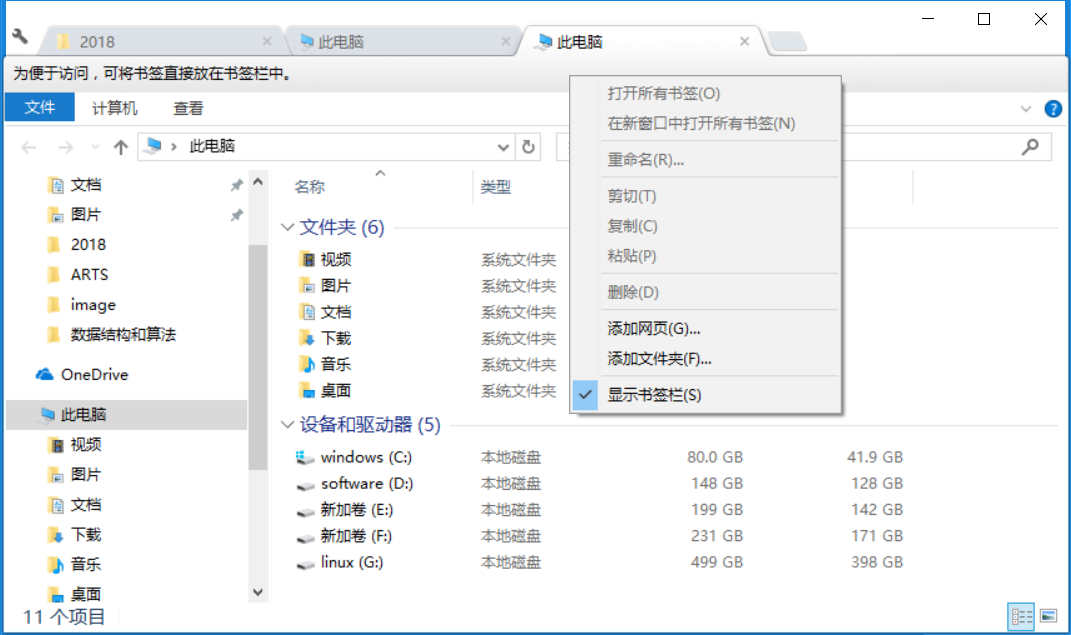 2018 此电脑 此电脑
为便于访问，可将书签直接放在书签栏中。
文件 计算机 查看
此电脑
文档
图片
2018
ARTS
image
数据结构和算法
OneDrive
此电脑
视频
图片
文档
下载
音乐
桌面
名称 类型
文件夹 (6)
视频 系统文件夹
图片 系统文件夹
文档 系统文件夹
下载 系统文件夹
音乐 系统文件夹
桌面 系统文件夹
设备和驱动器 (5)
windows (C:) 本地磁盘 80.0 GB 41.9 GB
software (D:) 本地磁盘 148 GB 128 GB
新加卷 (E:) 本地磁盘 199 GB 142 GB
新加卷 (F:) 本地磁盘 231 GB 171 GB
linux (G:) 本地磁盘 499 GB 398 GB
打开所有书签(O)
在新窗口中打开所有书签(N)
重命名(R)...
剪切(T)
复制(C)
粘贴(P)
删除(D)
添加网页(G)...
添加文件夹(F)...
显示书签栏(S)
11 个项目